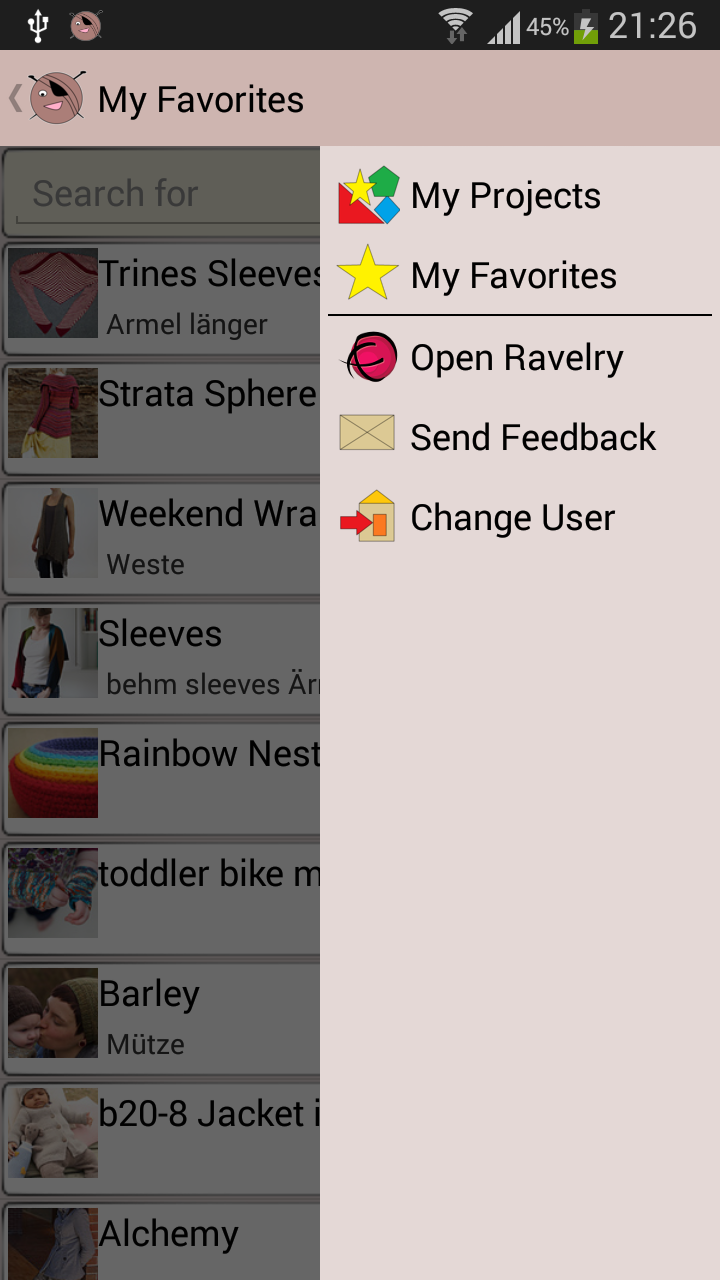 45% 21:26
My Favorites
Search for
Trines Sleeves
Armel länger
Strata Sphere
Weekend Wra
Weste
Sleeves
behm sleeves Är
Rainbow Nest
toddler bike m
Barley
Mütze
b20-8 Jacket i
Alchemy
My Projects
My Favorites
Open Ravelry
Send Feedback
Change User